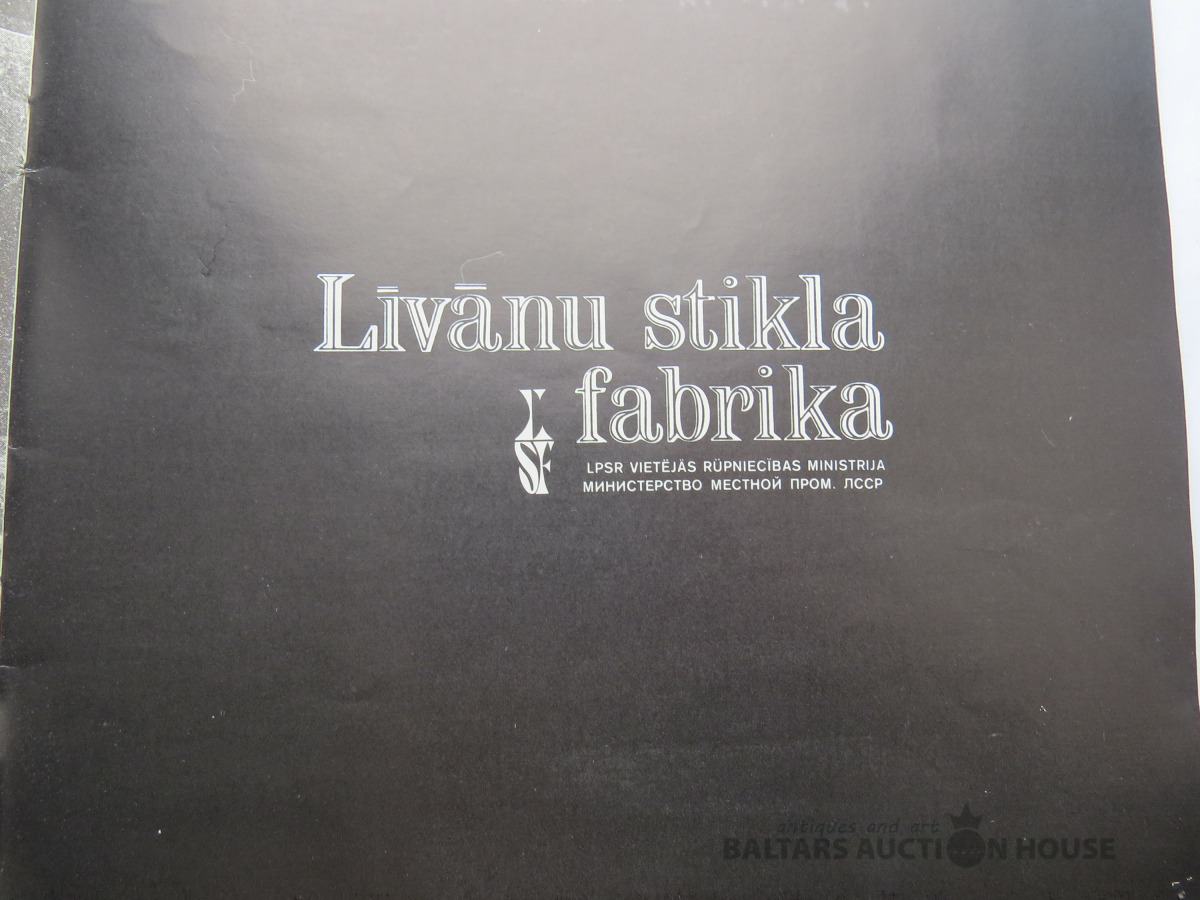 Līvānu stikla
fabrika
LSF
LPSR VIETĒJĀS RŪPNIECĪBAS MINISTRIJA
МИНИСТЕРСТВО МЕСТНОЙ ПРОМ. ЛССР
antiques and art
BALTARS AUCTION HOUSE